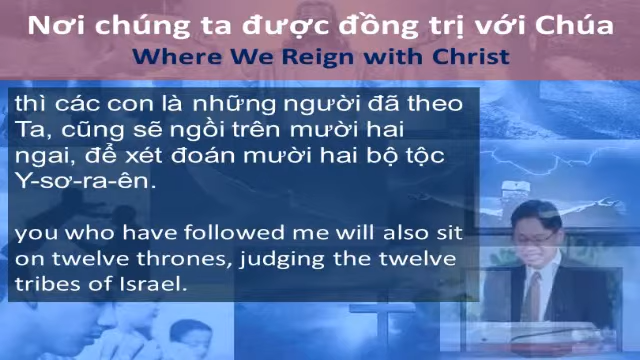 Nơi chúng ta được đồng trị với Chúa
Where We Reign with Christ
thì các con là những người đã theo
Ta, cũng sẽ ngồi trên mười hai
ngai, để xét đoán mười hai bộ tộc
Y-sơ-ra-ên.
you who have followed me will also sit
on twelve thrones, judging the twelve
tribes of Israel.